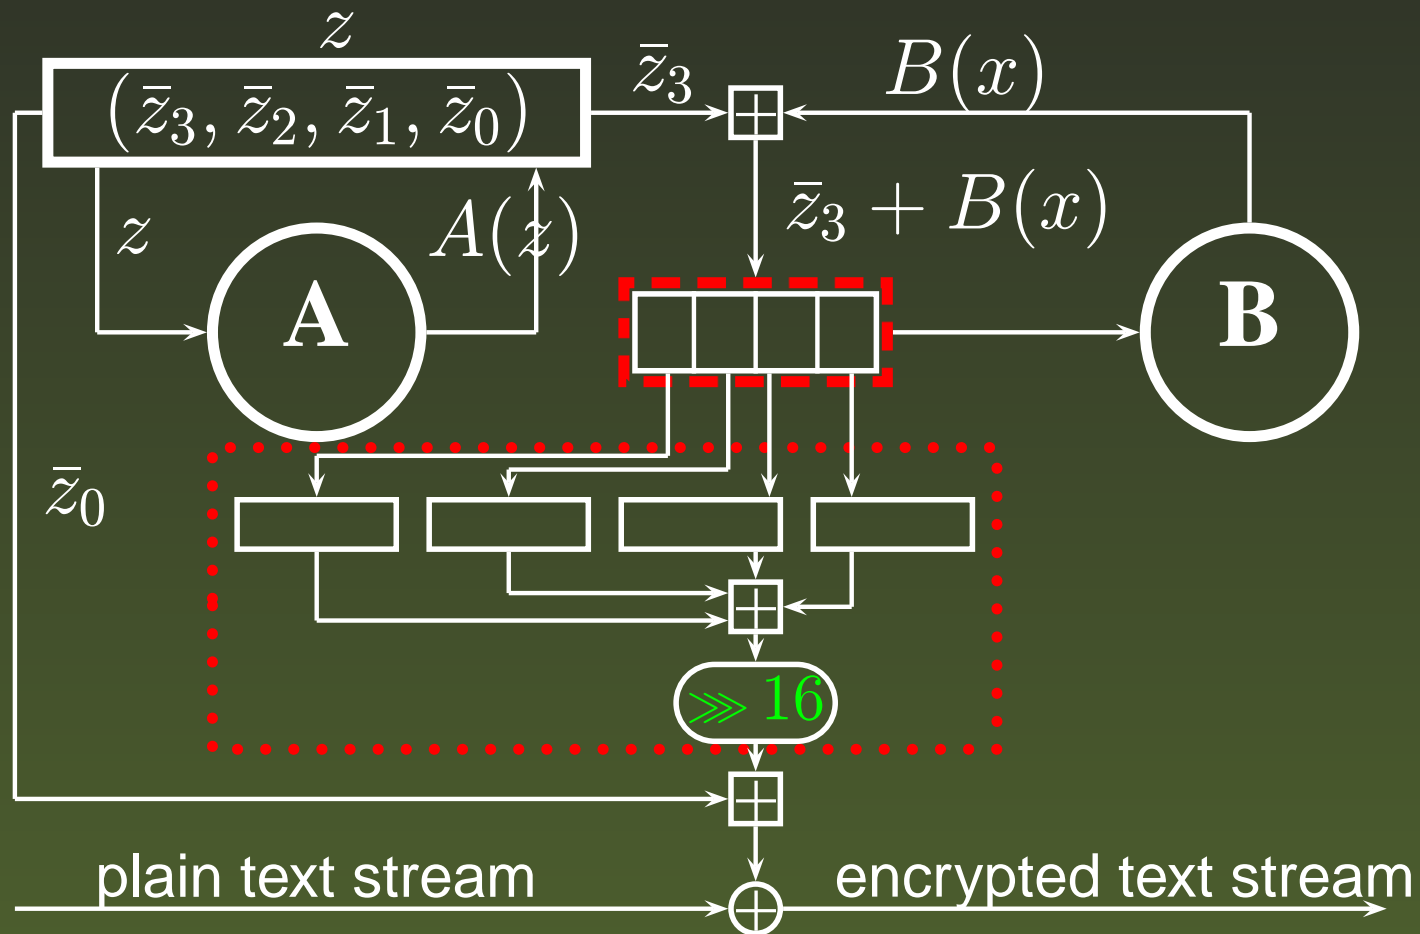 z
(z̄₃, z̄₂, z̄₁, z̄₀)
z̄₃
B(x)
z
A(z)
z̄₃ + B(x)
A
B
z̄₀
⋙ 16
plain text stream
encrypted text stream